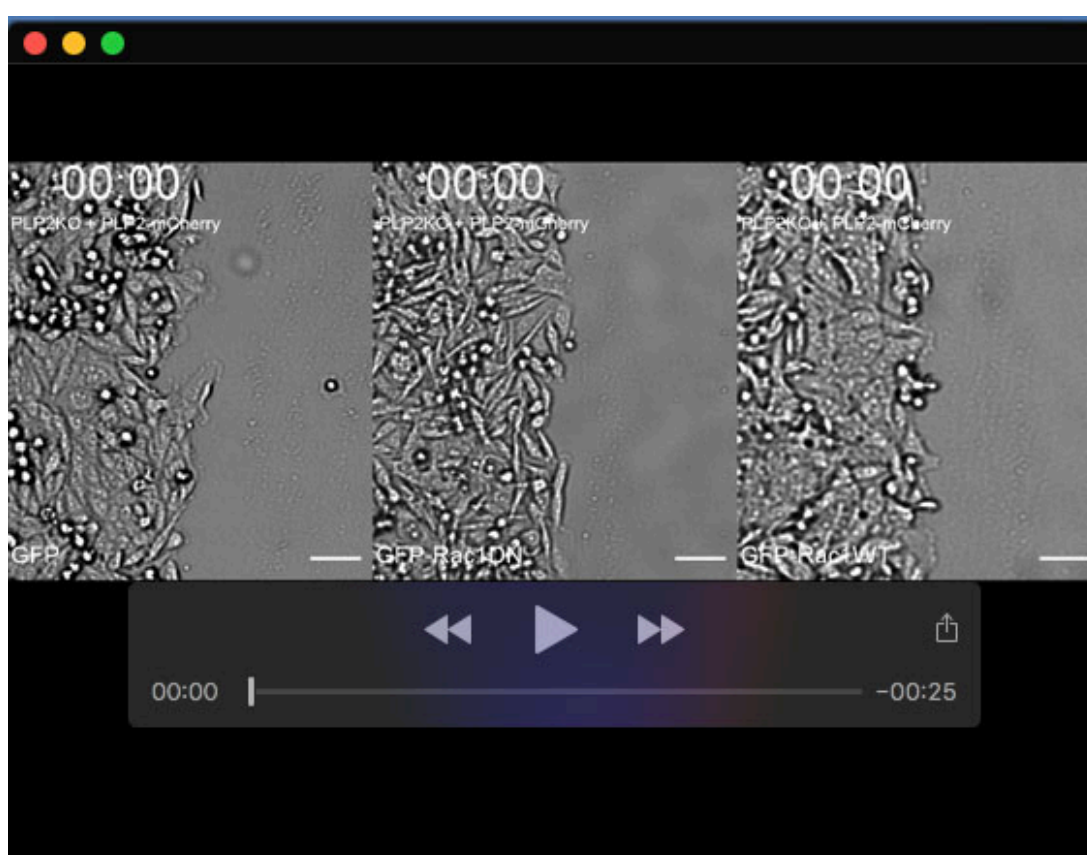 00:00
PLP2KO + PLP2-mCherry
GFP
00:00
PLP2KO + PLP2-mCherry
GFP-Rac1DN
00:00
PLP2KO + PLP2-mCherry
GFP-Rac1WT
00:00
-00:25